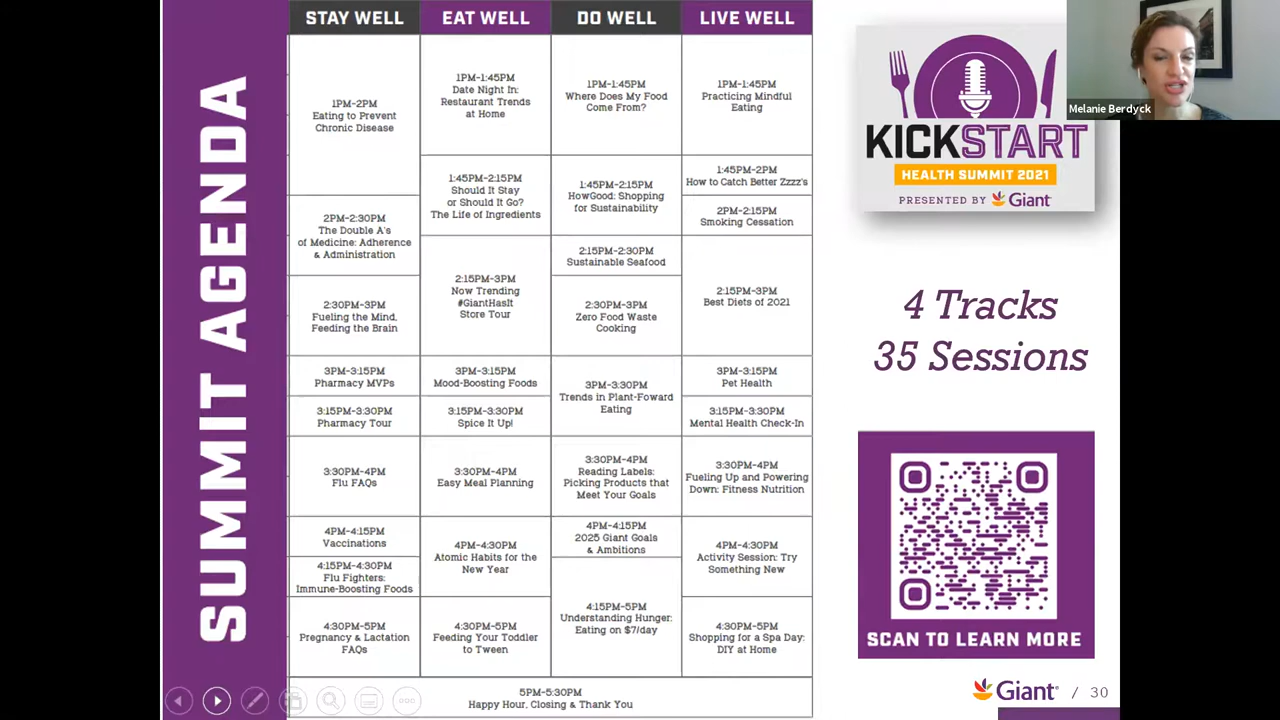 SUMMIT AGENDA
STAY WELL
1PM-2PM
Eating to Prevent
Chronic Disease
2PM-2:30PM
The Double A's
of Medicine: Adherence
& Administration
2:30PM-3PM
Fueling the Mind,
Feeding the Brain
3PM-3:15PM
Pharmacy MVPs
3:15PM-3:30PM
Pharmacy Tour
3:30PM-4PM
Flu FAQs
4PM-4:15PM
Vaccinations
4:15PM-4:30PM
Flu Fighters:
Immune-Boosting Foods
4:30PM-5PM
Pregnancy & Lactation
FAQs
EAT WELL
1PM-1:45PM
Date Night In:
Restaurant Trends
at Home
1:45PM-2:15PM
Should It Stay
or Should It Go?
The Life of Ingredients
2:15PM-3PM
Now Trending
#GiantHasIt
Store Tour
3PM-3:15PM
Mood-Boosting Foods
3:15PM-3:30PM
Spice It Up!
3:30PM-4PM
Easy Meal Planning
4PM-4:30PM
Atomic Habits for the
New Year
4:30PM-5PM
Feeding Your Toddler
to Tween
DO WELL
1PM-1:45PM
Where Does My Food
Come From?
1:45PM-2:15PM
HowGood: Shopping
for Sustainability
2:15PM-2:30PM
Sustainable Seafood
2:30PM-3PM
Zero Food Waste
Cooking
3PM-3:30PM
Trends in Plant-Foward
Eating
3:30PM-4PM
Reading Labels:
Picking Products that
Meet Your Goals
4PM-4:15PM
2025 Giant Goals
& Ambitions
4:15PM-5PM
Understanding Hunger:
Eating on $7/day
LIVE WELL
1PM-1:45PM
Practicing Mindful
Eating
1:45PM-2PM
How to Catch Better Zzzz's
2PM-2:15PM
Smoking Cessation
2:15PM-3PM
Best Diets of 2021
3PM-3:15PM
Pet Health
3:15PM-3:30PM
Mental Health Check-In
3:30PM-4PM
Fueling Up and Powering
Down: Fitness Nutrition
4PM-4:30PM
Activity Session: Try
Something New
4:30PM-5PM
Shopping for a Spa Day:
DIY at Home
5PM-5:30PM
Happy Hour, Closing & Thank You
Melanie Berdyck
KICKSTART
HEALTH SUMMIT 2021
PRESENTED BY Giant
4 Tracks
35 Sessions
SCAN TO LEARN MORE
Giant / 30